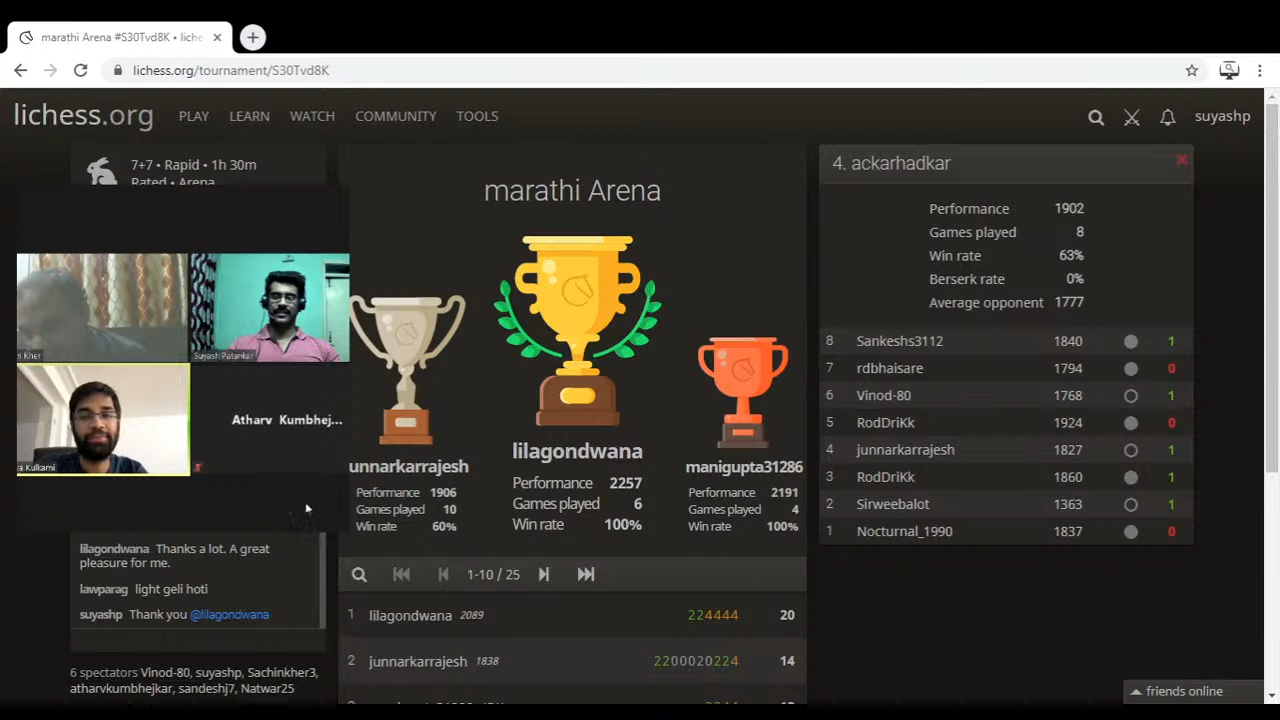 marathi Arena #S30Tvd8K • liche
lichess.org/tournament/S30Tvd8K
lichess.org
PLAY LEARN WATCH COMMUNITY TOOLS
suyashp
7+7 • Rapid • 1h 30m
Rated • Arena
Kher
Suyash Patankar
Kulkarni
Atharv Kumbhej...
marathi Arena
unnarkarrajesh
Performance 1906
Games played 10
Win rate 60%
lilagondwana
Performance 2257
Games played 6
Win rate 100%
manigupta31286
Performance 2191
Games played 4
Win rate 100%
1-10 / 25
1 lilagondwana 2089 224444 20
2 junnarkarrajesh 1838 2200020224 14
lilagondwana Thanks a lot. A great
pleasure for me.
lawparag light geli hoti
suyashp Thank you @lilagondwana
6 spectators Vinod-80, suyashp, Sachinkher3,
atharvkumbhejkar, sandeshj7, Natwar25
4. ackarhadkar
Performance 1902
Games played 8
Win rate 63%
Berserk rate 0%
Average opponent 1777
8 Sankeshs3112 1840 1
7 rdbhaisare 1794 0
6 Vinod-80 1768 1
5 RodDriKk 1924 0
4 junnarkarrajesh 1827 1
3 RodDriKk 1860 1
2 Sirweebalot 1363 1
1 Nocturnal_1990 1837 0
friends online